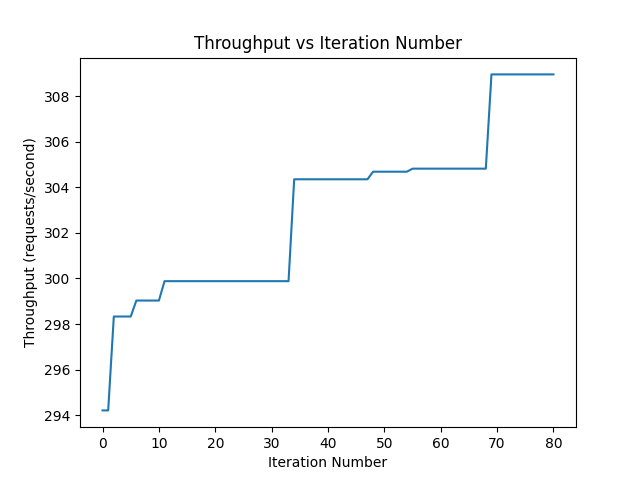 Throughput vs Iteration Number
Throughput (requests/second)
308
306
304
302
300
298
296
294
0 10 20 30 40 50 60 70 80
Iteration Number